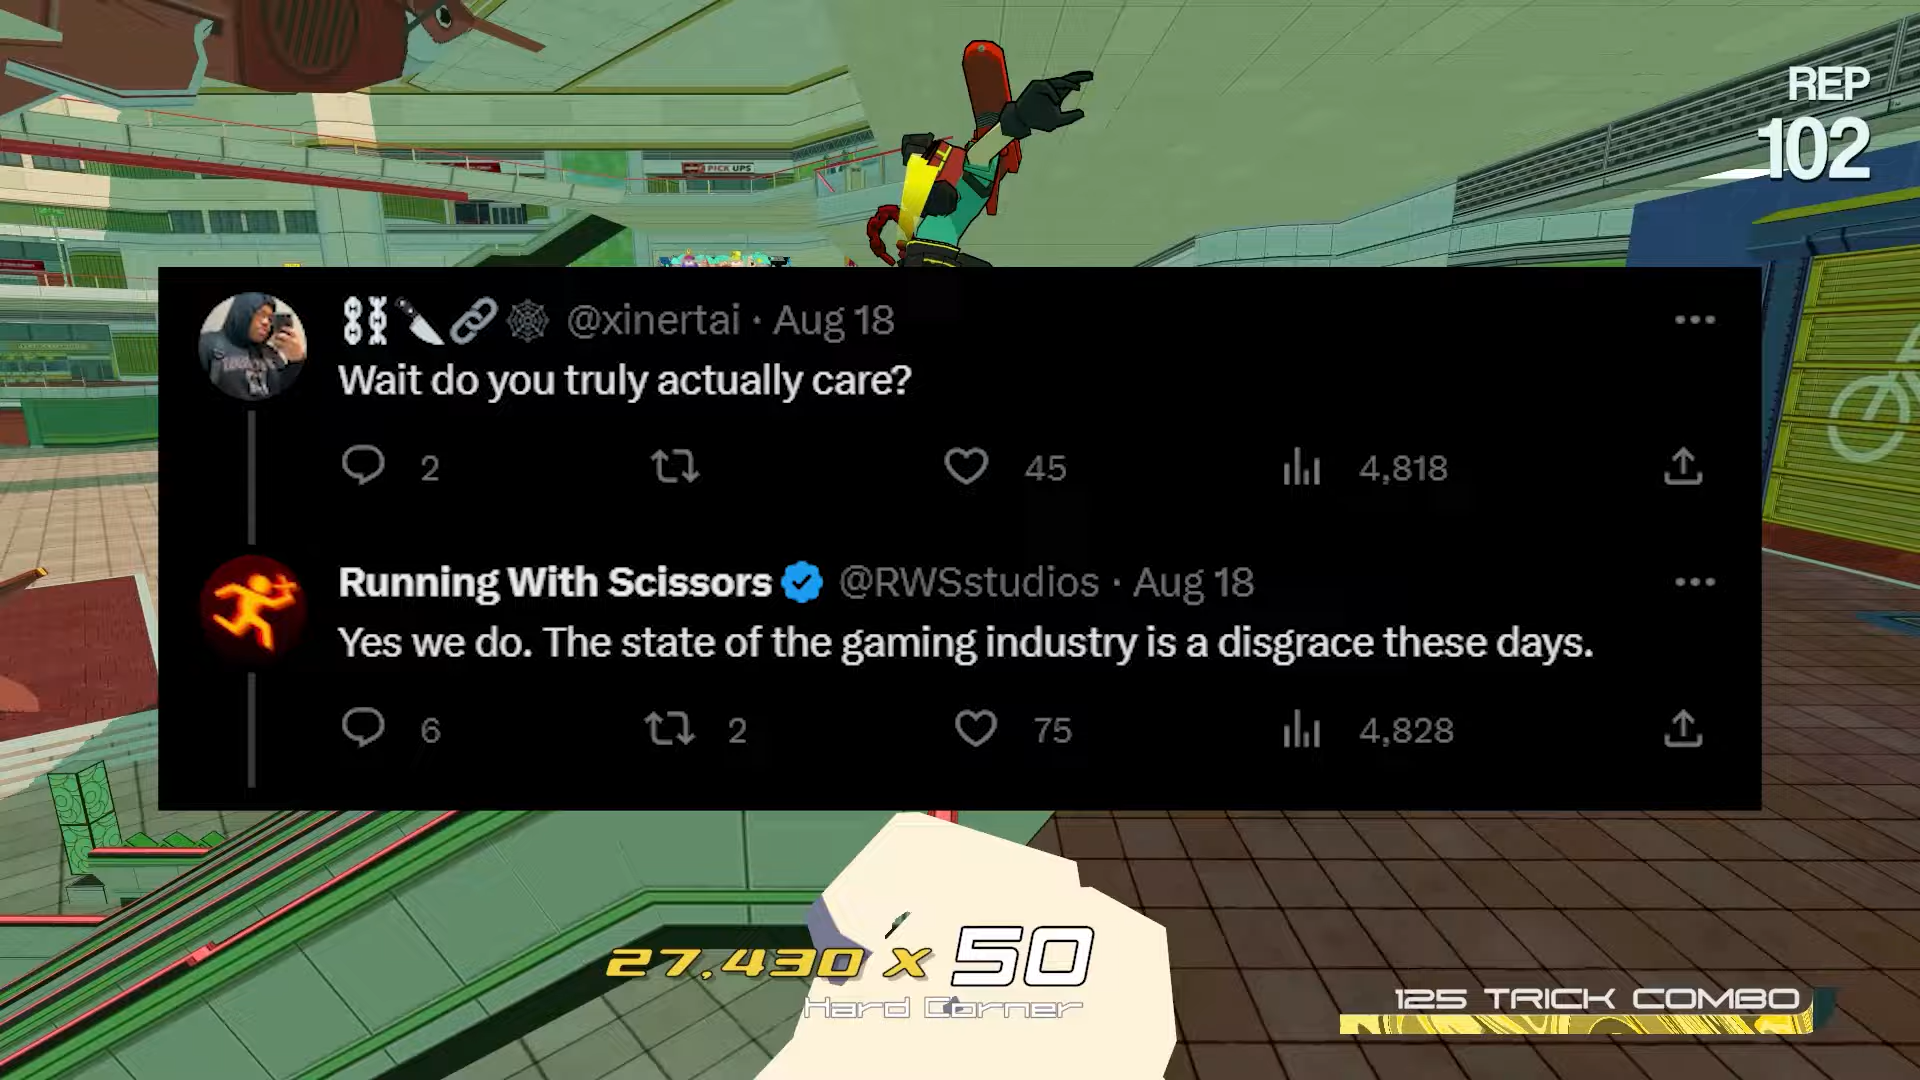 PICK UPS
REP
102
⛓️🔪🔗🕸️ @xinertai · Aug 18
Wait do you truly actually care?
2 45 4,818
Running With Scissors @RWSstudios · Aug 18
Yes we do. The state of the gaming industry is a disgrace these days.
6 2 75 4,828
27.430 x 50
Hard Corner
125 TRICK COMBO